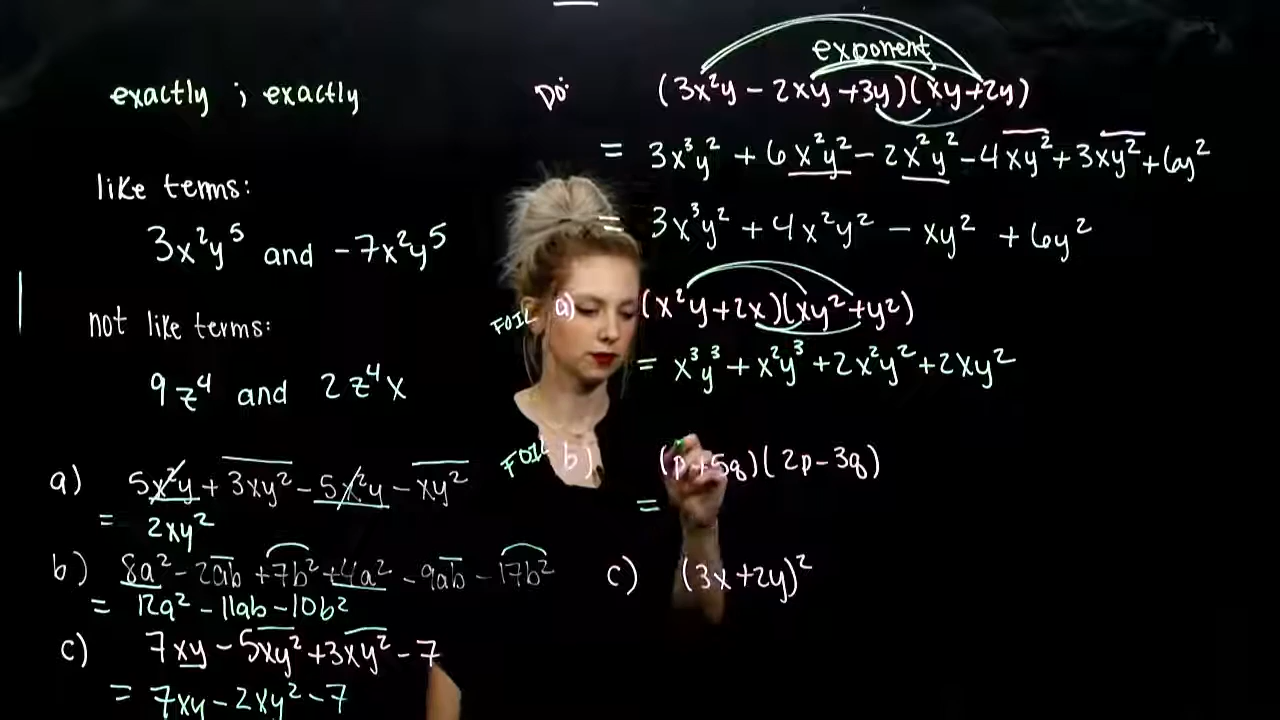 exactly ; exactly
like terms:
3x²y⁵ and -7x²y⁵
not like terms:
9z⁴ and 2z⁴x
a) 5x²y + 3xy² - 5x²y - xy²
= 2xy²
b) 8a² - 2ab + 7b² + 4a² - 9ab - 17b²
= 12a² - 11ab - 10b²
c) 7xy - 5xy² + 3xy² - 7
= 7xy - 2xy² - 7
exponent
Do: (3x²y - 2xy + 3y)(xy + 2y)
= 3x³y² + 6x²y² - 2x²y² - 4xy² + 3xy² + 6y²
= 3x³y² + 4x²y² - xy² + 6y²
FOIL a) (x²y + 2x)(xy² + y²)
= x³y³ + x²y³ + 2x²y² + 2xy²
FOIL b) (p + 5q)(2p - 3q)
=
c) (3x + 2y)²